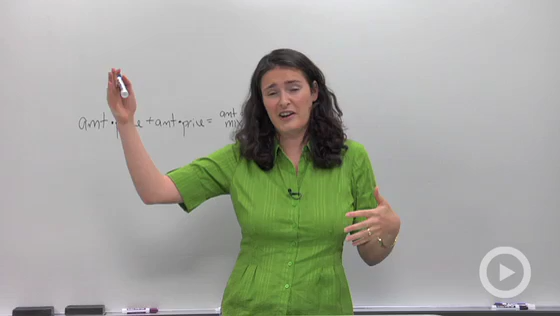 amt • price + amt • price = amt
mix